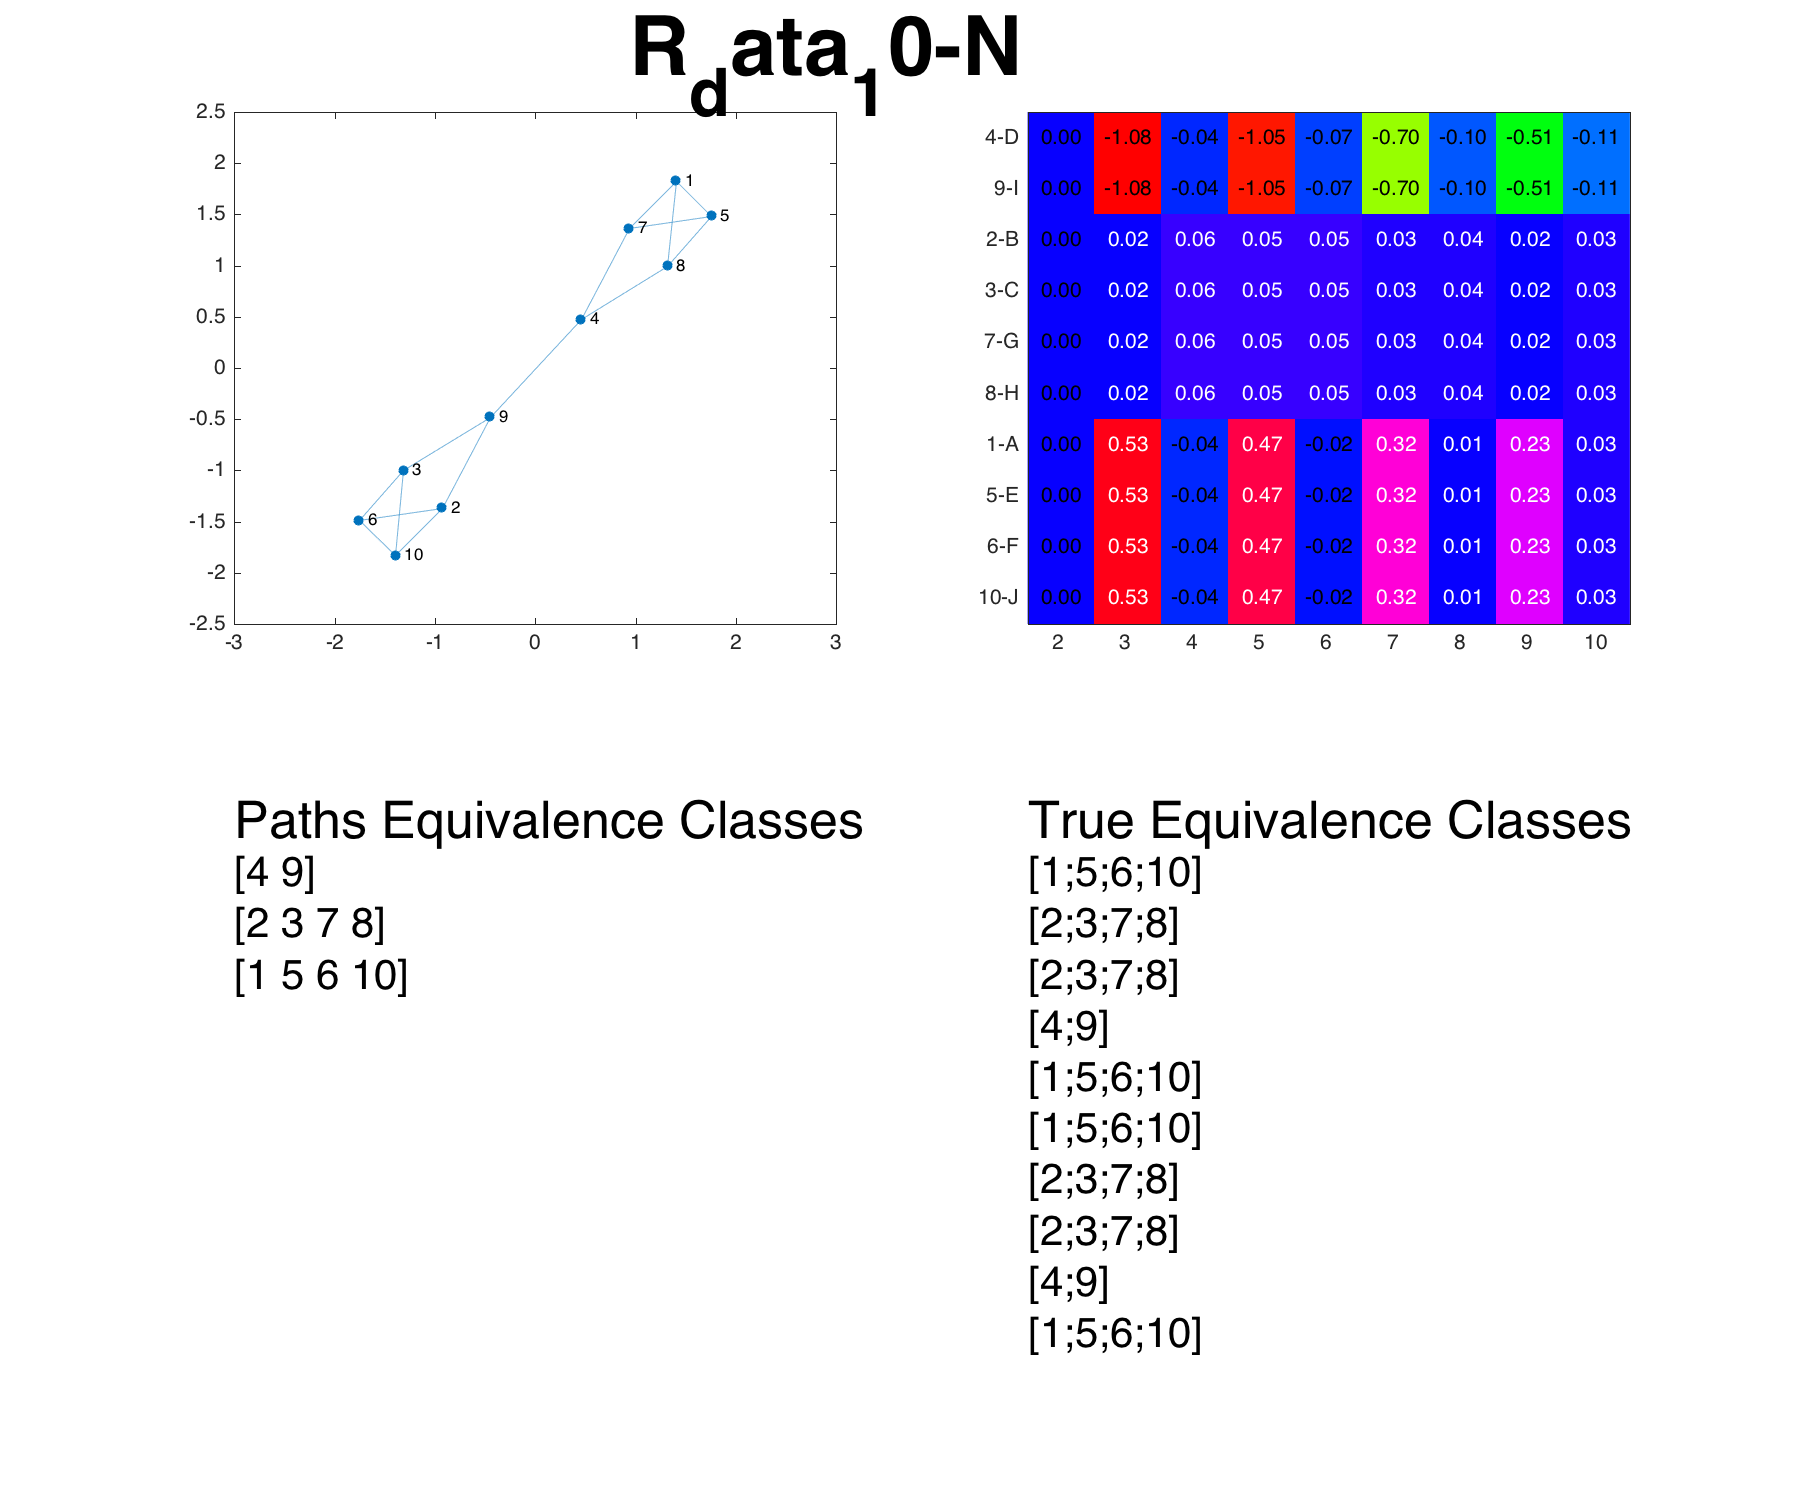 R_data_10-N
2.5
2
1.5
1
0.5
0
-0.5
-1
-1.5
-2
-2.5
-3 -2 -1 0 1 2 3
1
5
7
8
4
9
3
2
6
10
4-D 0.00 -1.08 -0.04 -1.05 -0.07 -0.70 -0.10 -0.51 -0.11
9-I 0.00 -1.08 -0.04 -1.05 -0.07 -0.70 -0.10 -0.51 -0.11
2-B 0.00 0.02 0.06 0.05 0.05 0.03 0.04 0.02 0.03
3-C 0.00 0.02 0.06 0.05 0.05 0.03 0.04 0.02 0.03
7-G 0.00 0.02 0.06 0.05 0.05 0.03 0.04 0.02 0.03
8-H 0.00 0.02 0.06 0.05 0.05 0.03 0.04 0.02 0.03
1-A 0.00 0.53 -0.04 0.47 -0.02 0.32 0.01 0.23 0.03
5-E 0.00 0.53 -0.04 0.47 -0.02 0.32 0.01 0.23 0.03
6-F 0.00 0.53 -0.04 0.47 -0.02 0.32 0.01 0.23 0.03
10-J 0.00 0.53 -0.04 0.47 -0.02 0.32 0.01 0.23 0.03
2 3 4 5 6 7 8 9 10
Paths Equivalence Classes
[4 9]
[2 3 7 8]
[1 5 6 10]
True Equivalence Classes
[1;5;6;10]
[2;3;7;8]
[2;3;7;8]
[4;9]
[1;5;6;10]
[1;5;6;10]
[2;3;7;8]
[2;3;7;8]
[4;9]
[1;5;6;10]